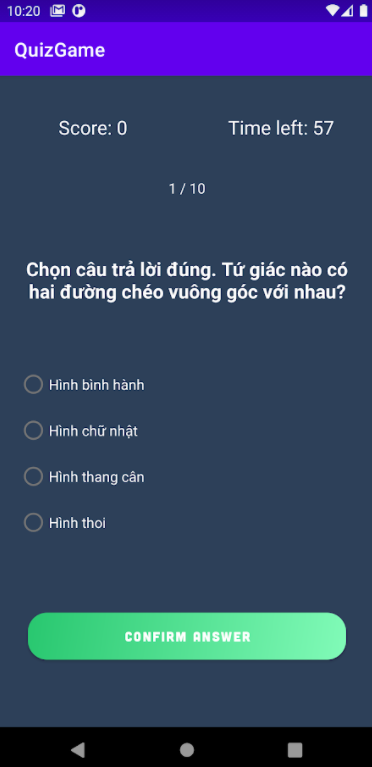 10:20
QuizGame
Score: 0
Time left: 57
1 / 10
Chọn câu trả lời đúng. Tứ giác nào có
hai đường chéo vuông góc với nhau?
Hình bình hành
Hình chữ nhật
Hình thang cân
Hình thoi
CONFIRM ANSWER